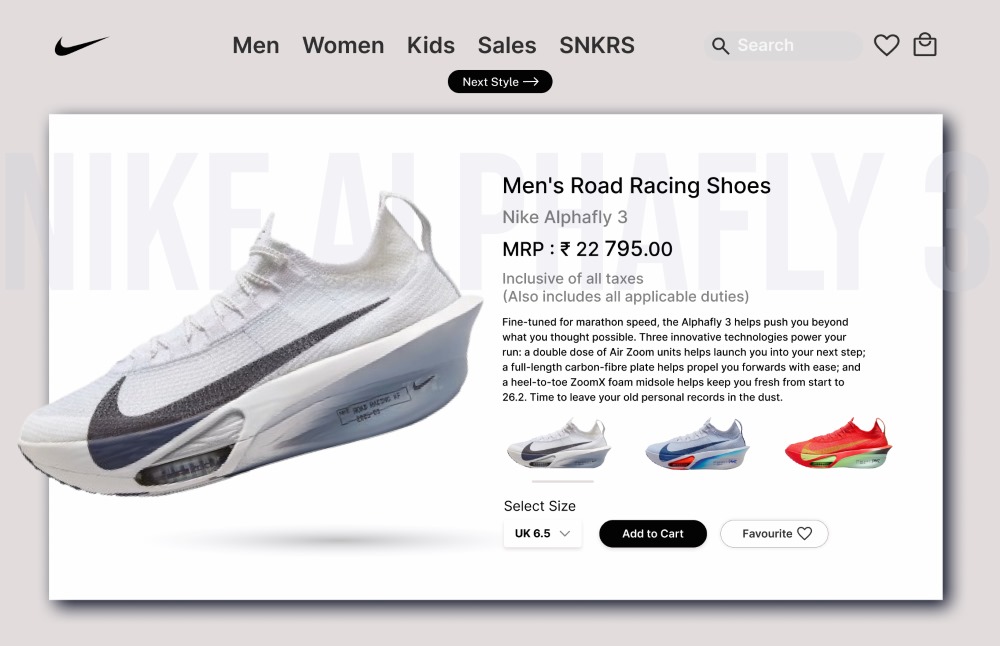 Men Women Kids Sales SNKRS
Search
Next Style
NIKE ALPHAFLY 3
Men's Road Racing Shoes
Nike Alphafly 3
MRP : ₹ 22 795.00
Inclusive of all taxes
(Also includes all applicable duties)
Fine-tuned for marathon speed, the Alphafly 3 helps push you beyond
what you thought possible. Three innovative technologies power your
run: a double dose of Air Zoom units helps launch you into your next step;
a full-length carbon-fibre plate helps propel you forwards with ease; and
a heel-to-toe ZoomX foam midsole helps keep you fresh from start to
26.2. Time to leave your old personal records in the dust.
Select Size
UK 6.5
Add to Cart
Favourite